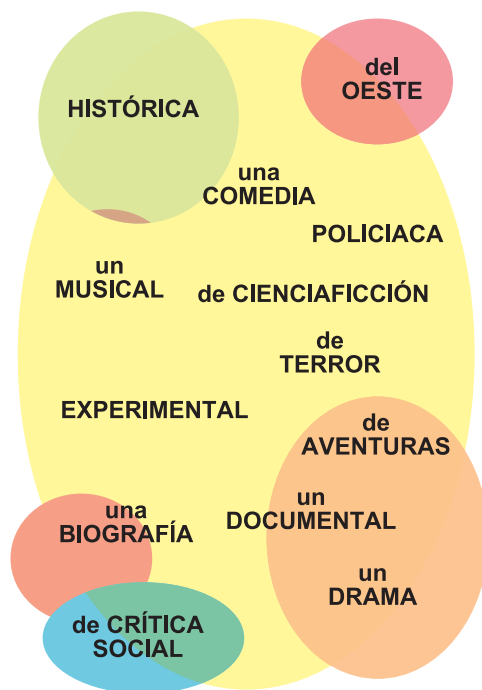 del
OESTE
HISTÓRICA
una
COMEDIA
POLICIACA
un
MUSICAL
de CIENCIAFICCIÓN
de
TERROR
EXPERIMENTAL
de
AVENTURAS
una
BIOGRAFÍA
un
DOCUMENTAL
un
DRAMA
de CRÍTICA
SOCIAL